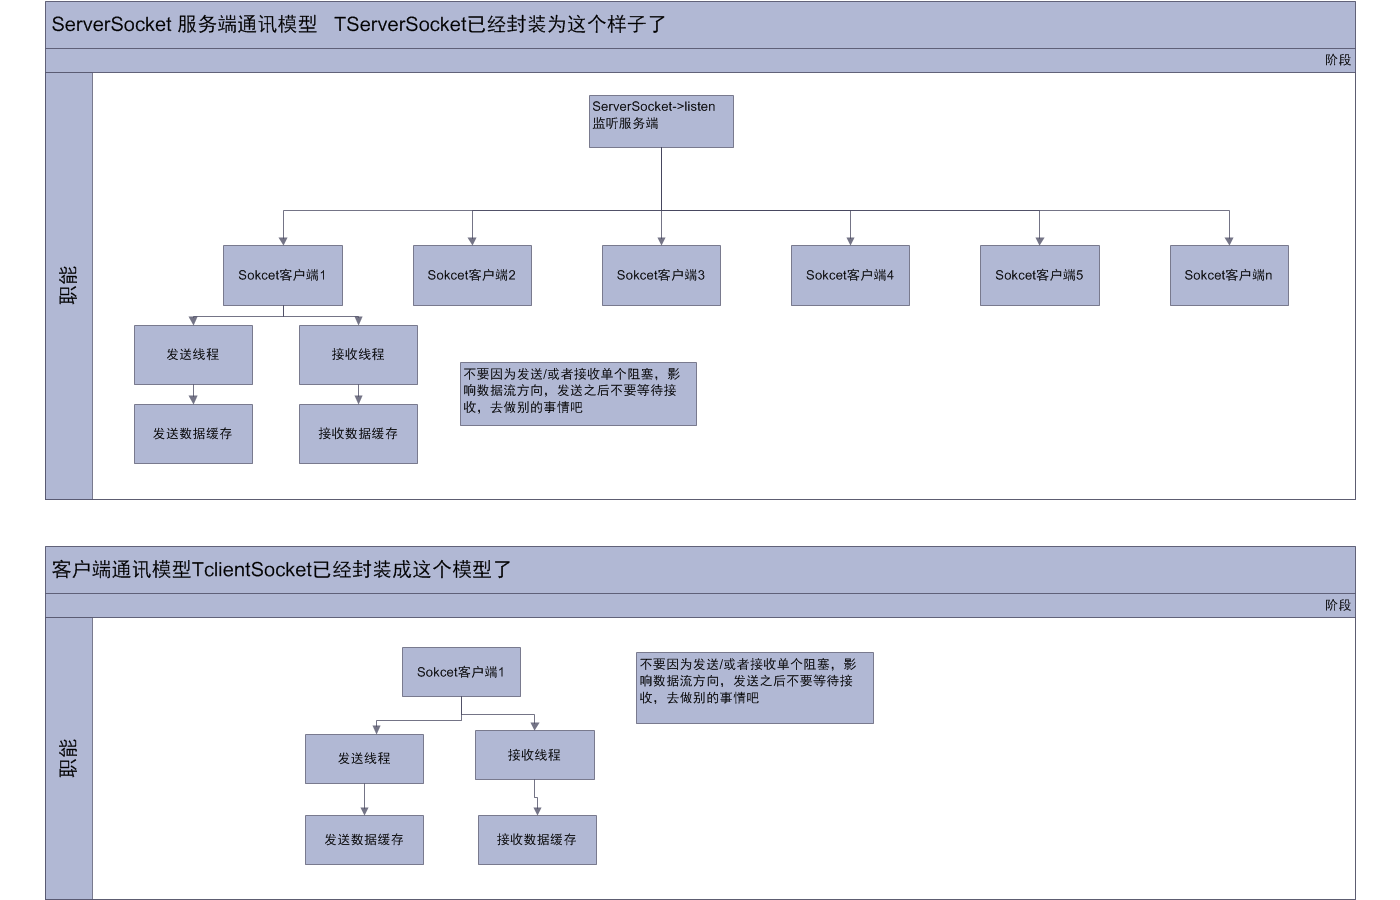 ServerSocket 服务端通讯模型   TServerSocket已经封装为这个样子了
阶段
职能
ServerSocket->listen
监听服务端
Sokcet客户端1
Sokcet客户端2
Sokcet客户端3
Sokcet客户端4
Sokcet客户端5
Sokcet客户端n
发送线程
接收线程
不要因为发送/或者接收单个阻塞，影
响数据流方向，发送之后不要等待接
收，去做别的事情吧
发送数据缓存
接收数据缓存
客户端通讯模型TclientSocket已经封装成这个模型了
阶段
职能
Sokcet客户端1
不要因为发送/或者接收单个阻塞，影
响数据流方向，发送之后不要等待接
收，去做别的事情吧
发送线程
接收线程
发送数据缓存
接收数据缓存